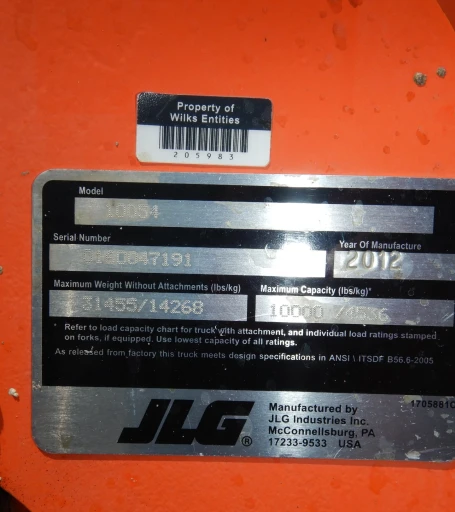 Property of
Wilks Entities
205983
Model
10054
Serial Number
Year Of Manufacture
2012
Maximum Weight Without Attachments (lbs/kg)
Maximum Capacity (lbs/kg)*
31455/14268
10000 /4536
* Refer to load capacity chart for truck with attachment, and individual load ratings stamped
on forks, if equipped. Use lowest capacity of all ratings.
As released from factory this truck meets design specifications in ANSI \ ITSDF B56.6-2005
JLG®
Manufactured by
JLG Industries Inc.
McConnellsburg, PA
17233-9533 USA